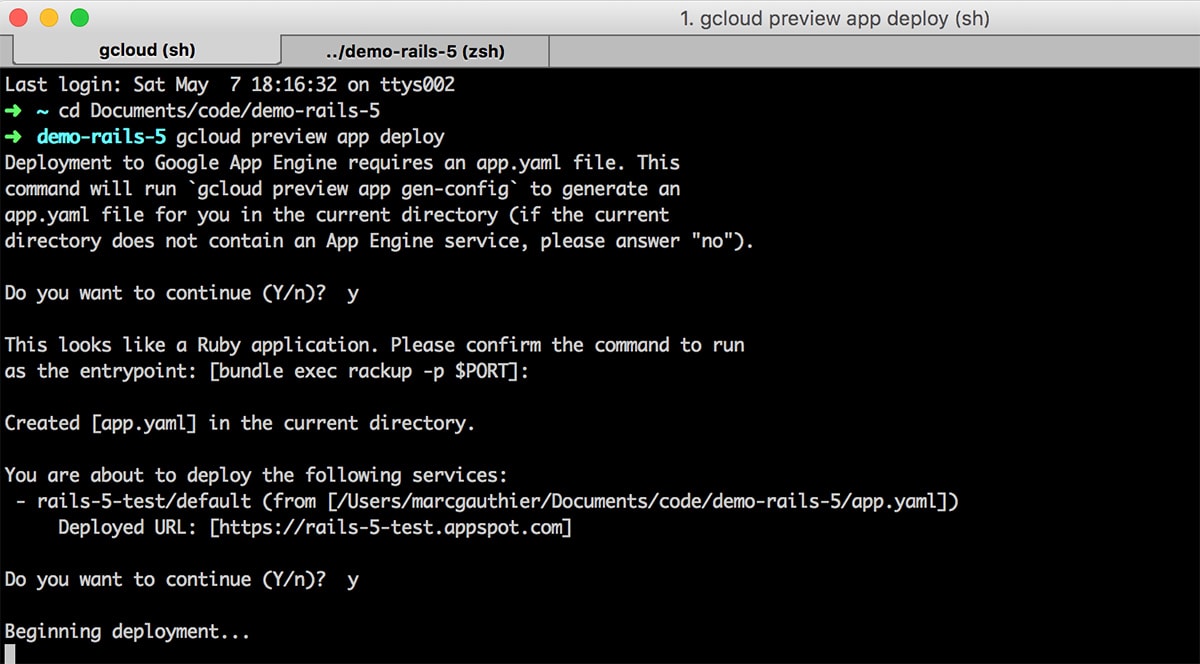 1. gcloud preview app deploy (sh)
gcloud (sh) ../demo-rails-5 (zsh)
Last login: Sat May  7 18:16:32 on ttys002
➜ ~ cd Documents/code/demo-rails-5
➜ demo-rails-5 gcloud preview app deploy
Deployment to Google App Engine requires an app.yaml file. This
command will run `gcloud preview app gen-config` to generate an
app.yaml file for you in the current directory (if the current
directory does not contain an App Engine service, please answer "no").
Do you want to continue (Y/n)?  y
This looks like a Ruby application. Please confirm the command to run
as the entrypoint: [bundle exec rackup -p $PORT]:
Created [app.yaml] in the current directory.
You are about to deploy the following services:
 - rails-5-test/default (from [/Users/marcgauthier/Documents/code/demo-rails-5/app.yaml])
     Deployed URL: [https://rails-5-test.appspot.com]
Do you want to continue (Y/n)?  y
Beginning deployment...